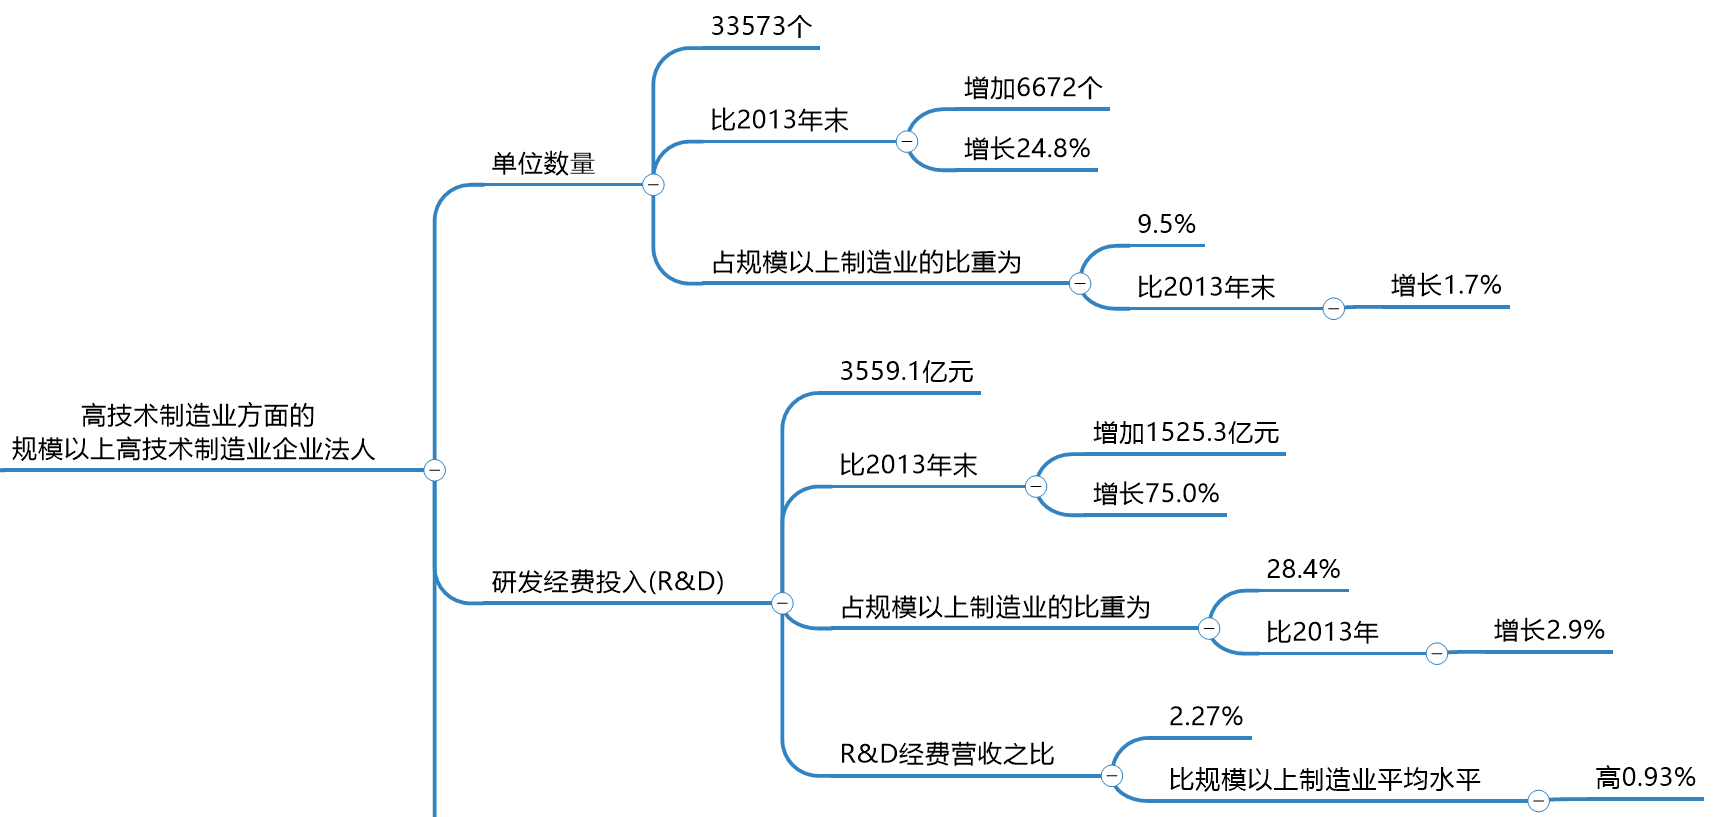 高技术制造业方面的
规模以上高技术制造业企业法人
单位数量
33573个
比2013年末
增加6672个
增长24.8%
占规模以上制造业的比重为
9.5%
比2013年末
增长1.7%
研发经费投入(R&D)
3559.1亿元
比2013年末
增加1525.3亿元
增长75.0%
占规模以上制造业的比重为
28.4%
比2013年
增长2.9%
R&D经费营收之比
2.27%
比规模以上制造业平均水平
高0.93%